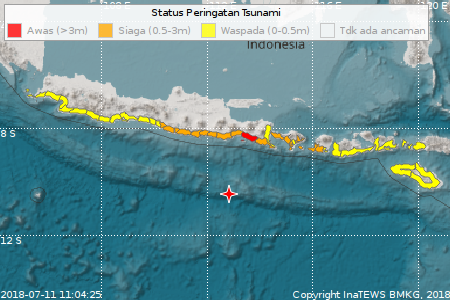 Status Peringatan Tsunami
Awas (>3m) Siaga (0.5-3m) Waspada (0-0.5m) Tdk ada ancaman
Indonesia
8 S
12 S
2018-07-11 11:04:25
Copyright, InaTEWS BMKG, 2018